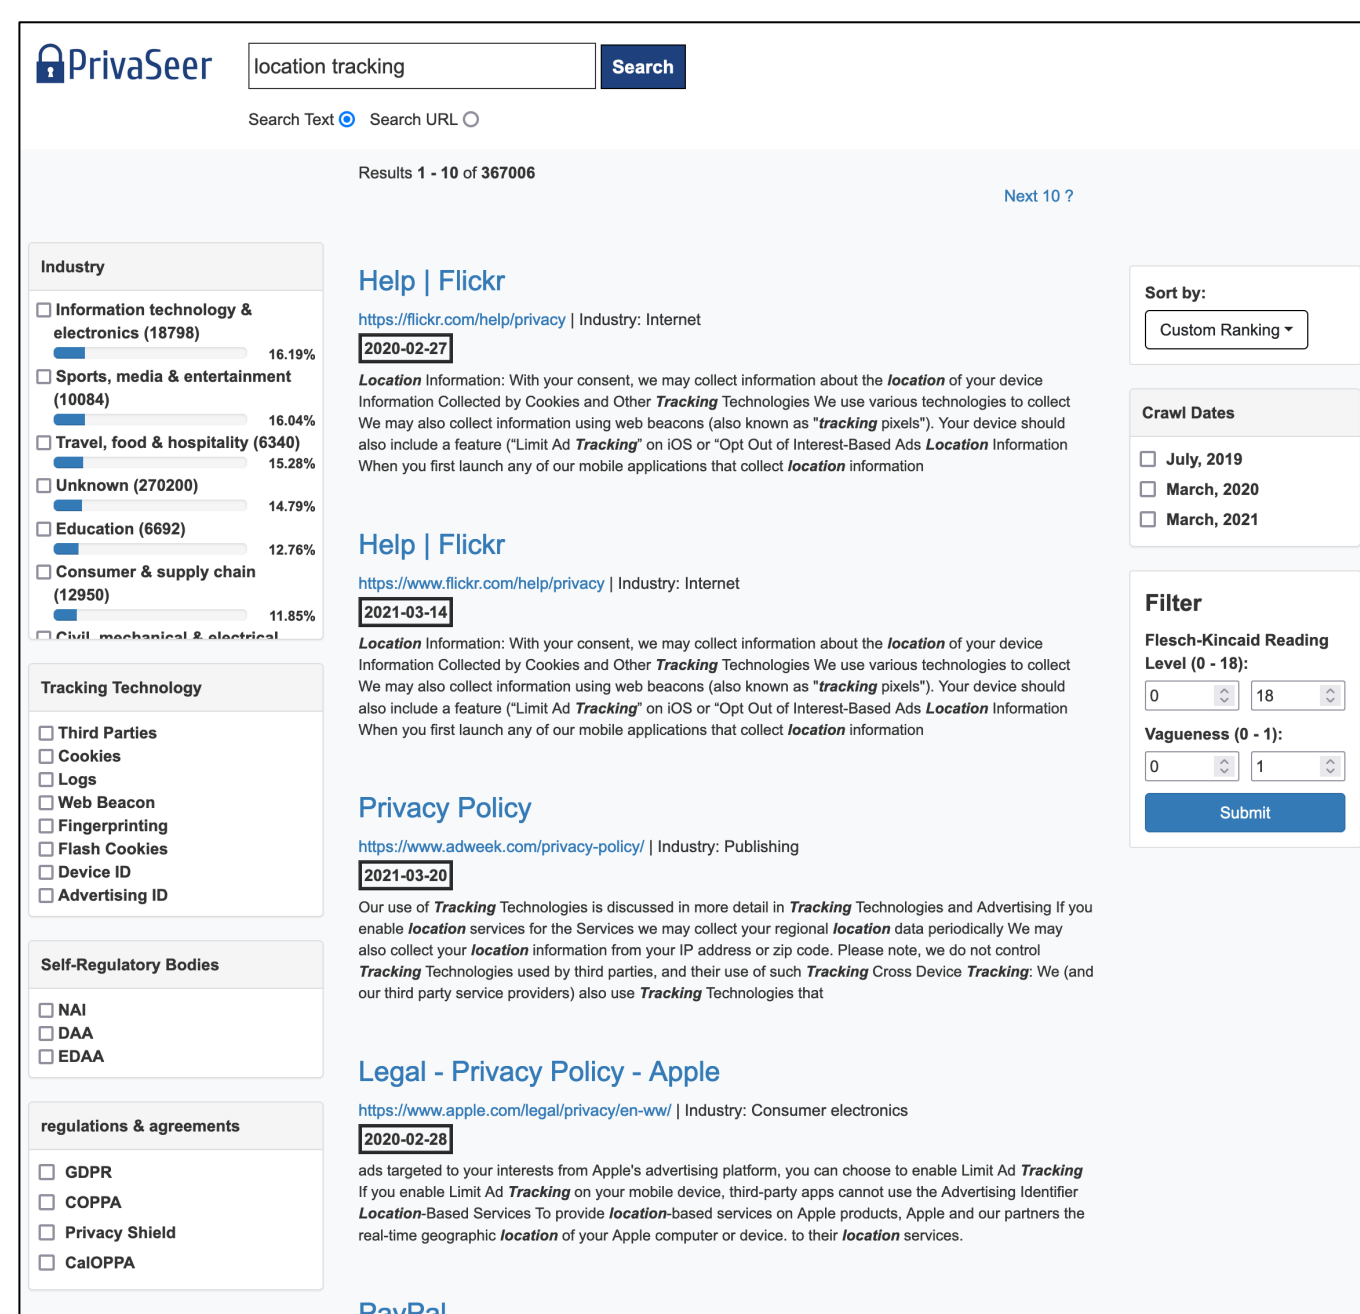 PrivaSeer
location tracking
Search
Search Text
Search URL
Results 1 - 10 of 367006
Next 10 ?
Industry
Information technology &
electronics (18798)
16.19%
Sports, media & entertainment
(10084)
16.04%
Travel, food & hospitality (6340)
15.28%
Unknown (270200)
14.79%
Education (6692)
12.76%
Consumer & supply chain
(12950)
11.85%
Civil, mechanical & electrical
Tracking Technology
Third Parties
Cookies
Logs
Web Beacon
Fingerprinting
Flash Cookies
Device ID
Advertising ID
Self-Regulatory Bodies
NAI
DAA
EDAA
regulations & agreements
GDPR
COPPA
Privacy Shield
CalOPPA
Help | Flickr
https://flickr.com/help/privacy | Industry: Internet
2020-02-27
Location Information: With your consent, we may collect information about the location of your device
Information Collected by Cookies and Other Tracking Technologies We use various technologies to collect
We may also collect information using web beacons (also known as "tracking pixels"). Your device should
also include a feature (“Limit Ad Tracking” on iOS or “Opt Out of Interest-Based Ads Location Information
When you first launch any of our mobile applications that collect location information
Help | Flickr
https://www.flickr.com/help/privacy | Industry: Internet
2021-03-14
Location Information: With your consent, we may collect information about the location of your device
Information Collected by Cookies and Other Tracking Technologies We use various technologies to collect
We may also collect information using web beacons (also known as "tracking pixels"). Your device should
also include a feature (“Limit Ad Tracking” on iOS or “Opt Out of Interest-Based Ads Location Information
When you first launch any of our mobile applications that collect location information
Privacy Policy
https://www.adweek.com/privacy-policy/ | Industry: Publishing
2021-03-20
Our use of Tracking Technologies is discussed in more detail in Tracking Technologies and Advertising If you
enable location services for the Services we may collect your regional location data periodically We may
also collect your location information from your IP address or zip code. Please note, we do not control
Tracking Technologies used by third parties, and their use of such Tracking Cross Device Tracking: We (and
our third party service providers) also use Tracking Technologies that
Legal - Privacy Policy - Apple
https://www.apple.com/legal/privacy/en-ww/ | Industry: Consumer electronics
2020-02-28
ads targeted to your interests from Apple's advertising platform, you can choose to enable Limit Ad Tracking
If you enable Limit Ad Tracking on your mobile device, third-party apps cannot use the Advertising Identifier
Location-Based Services To provide location-based services on Apple products, Apple and our partners the
real-time geographic location of your Apple computer or device. to their location services.
PayPal
Sort by:
Custom Ranking
Crawl Dates
July, 2019
March, 2020
March, 2021
Filter
Flesch-Kincaid Reading
Level (0 - 18):
0
18
Vagueness (0 - 1):
0
1
Submit